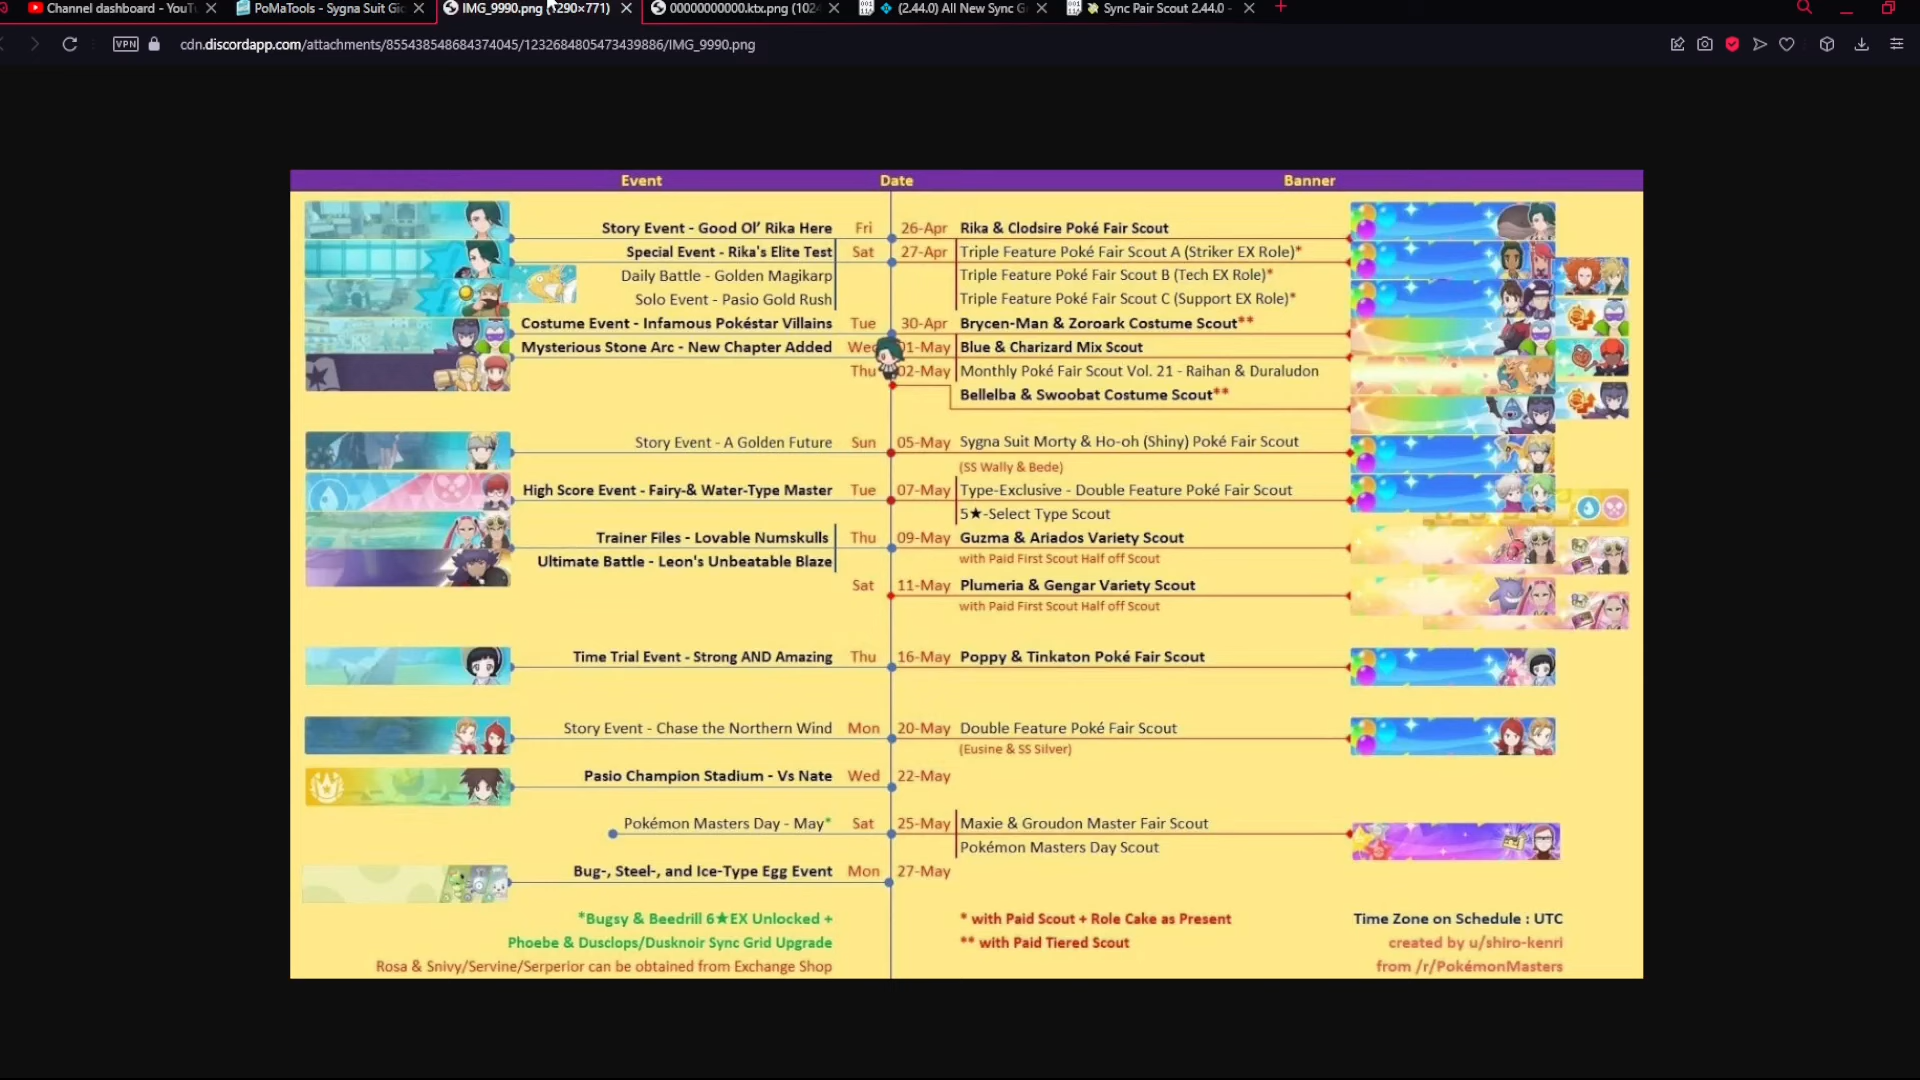 Channel dashboard - YouTu
PoMaTools - Sygna Suit Gi
IMG_9990.png (1290×771)
00000000000.ktx.png (102
(2.44.0) All New Sync G
Sync Pair Scout 2.44.0 -
VPN
cdn.discordapp.com/attachments/855438548684374045/1232684805473439886/IMG_9990.png
Event Date Banner
Story Event - Good Ol' Rika Here Fri 26-Apr Rika & Clodsire Poké Fair Scout
Special Event - Rika's Elite Test Sat 27-Apr Triple Feature Poké Fair Scout A (Striker EX Role)*
Daily Battle - Golden Magikarp Triple Feature Poké Fair Scout B (Tech EX Role)*
Solo Event - Pasio Gold Rush Triple Feature Poké Fair Scout C (Support EX Role)*
Costume Event - Infamous Pokéstar Villains Tue 30-Apr Brycen-Man & Zoroark Costume Scout**
Mysterious Stone Arc - New Chapter Added Wed 01-May Blue & Charizard Mix Scout
Thu 02-May Monthly Poké Fair Scout Vol. 21 - Raihan & Duraludon
Bellelba & Swoobat Costume Scout**
Story Event - A Golden Future Sun 05-May Sygna Suit Morty & Ho-oh (Shiny) Poké Fair Scout
(SS Wally & Bede)
High Score Event - Fairy-& Water-Type Master Tue 07-May Type-Exclusive - Double Feature Poké Fair Scout
5★-Select Type Scout
Trainer Files - Lovable Numskulls Thu 09-May Guzma & Ariados Variety Scout
Ultimate Battle - Leon's Unbeatable Blaze with Paid First Scout Half off Scout
Sat 11-May Plumeria & Gengar Variety Scout
with Paid First Scout Half off Scout
Time Trial Event - Strong AND Amazing Thu 16-May Poppy & Tinkaton Poké Fair Scout
Story Event - Chase the Northern Wind Mon 20-May Double Feature Poké Fair Scout
(Eusine & SS Silver)
Pasio Champion Stadium - Vs Nate Wed 22-May
Pokémon Masters Day - May* Sat 25-May Maxie & Groudon Master Fair Scout
Pokémon Masters Day Scout
Bug-, Steel-, and Ice-Type Egg Event Mon 27-May
*Bugsy & Beedrill 6★EX Unlocked + * with Paid Scout + Role Cake as Present Time Zone on Schedule : UTC
Phoebe & Dusclops/Dusknoir Sync Grid Upgrade ** with Paid Tiered Scout created by u/shiro-kenri
Rosa & Snivy/Servine/Serperior can be obtained from Exchange Shop from /r/PokémonMasters